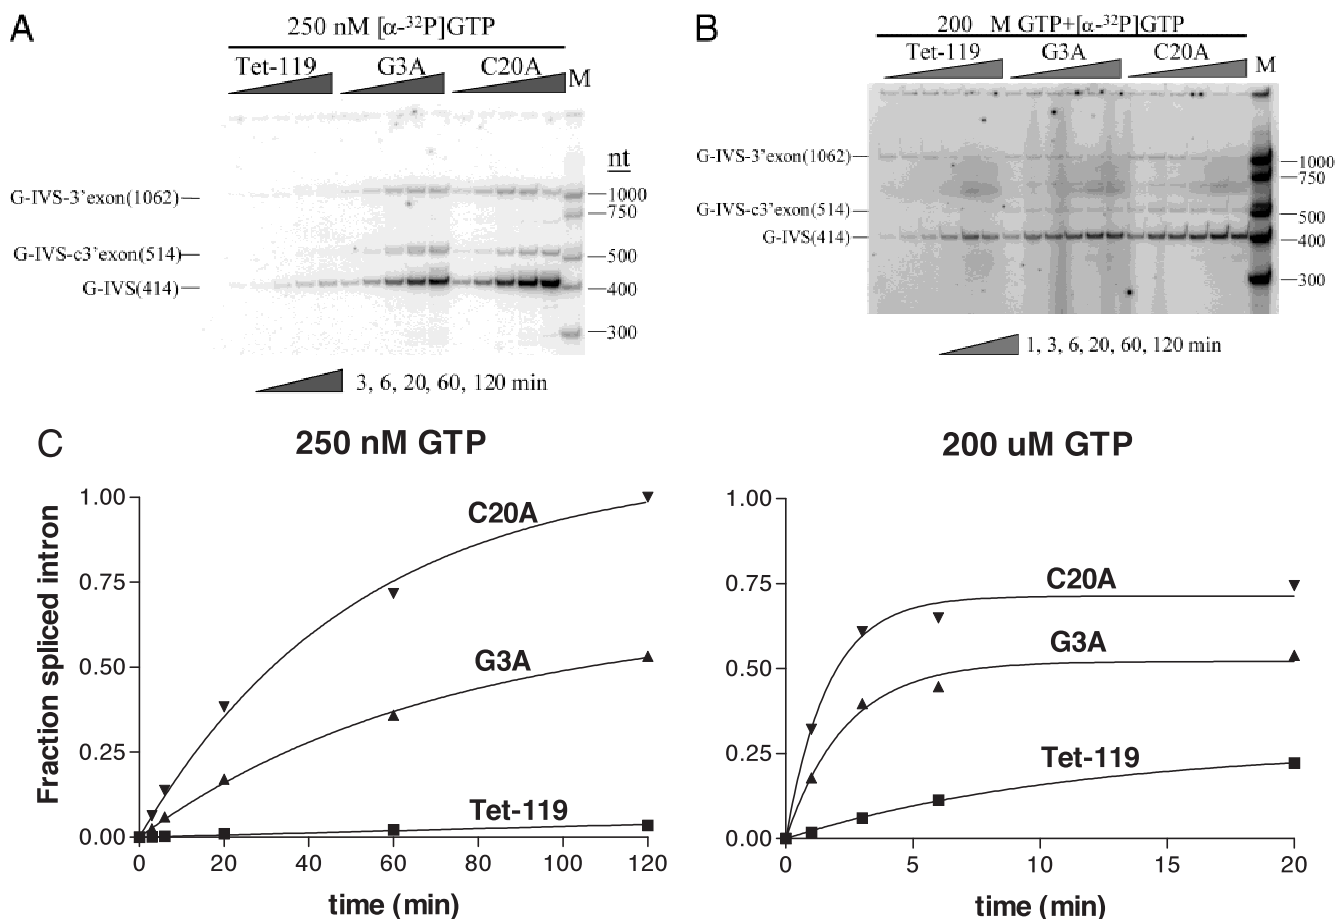 A
250 nM [α-³²P]GTP
Tet-119 G3A C20A M
nt
G-IVS-3'exon(1062)
G-IVS-c3'exon(514)
G-IVS(414)
1000
750
500
400
300
3, 6, 20, 60, 120 min
B
200 M GTP+[α-³²P]GTP
Tet-119 G3A C20A M
G-IVS-3'exon(1062)
G-IVS-c3'exon(514)
G-IVS(414)
1000
750
500
400
300
1, 3, 6, 20, 60, 120 min
C
250 nM GTP
Fraction spliced intron
1.00
0.75
0.50
0.25
0.00
C20A
G3A
Tet-119
0 20 40 60 80 100 120
time (min)
200 uM GTP
1.00
0.75
0.50
0.25
0.00
C20A
G3A
Tet-119
0 5 10 15 20
time (min)